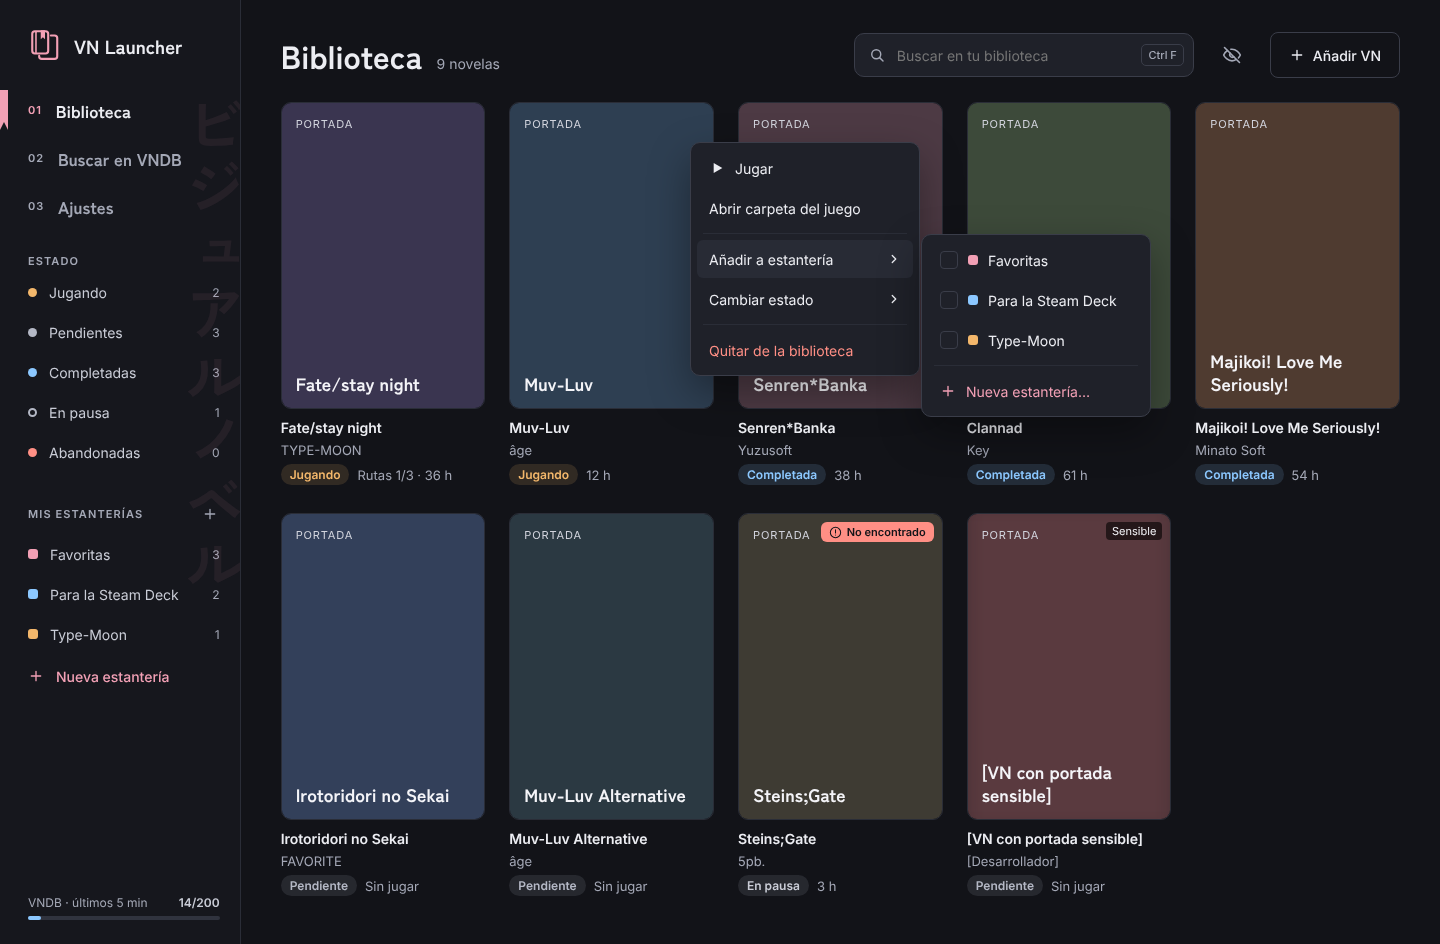 VN Launcher
01 Biblioteca
02 Buscar en VNDB
03 Ajustes
ビジュアルノベル
ESTADO
Jugando 2
Pendientes 3
Completadas 3
En pausa 1
Abandonadas 0
MIS ESTANTERÍAS +
Favoritas 3
Para la Steam Deck 2
Type-Moon 1
+ Nueva estantería
VNDB · últimos 5 min 14/200
Biblioteca 9 novelas
Buscar en tu biblioteca Ctrl F
+ Añadir VN
PORTADA
Fate/stay night
Fate/stay night
TYPE-MOON
Jugando Rutas 1/3 · 36 h
PORTADA
Muv-Luv
Muv-Luv
âge
Jugando 12 h
PORTADA
Senren*Banka
Senren*Banka
Yuzusoft
Completada 38 h
PORTADA
Clannad
Key
Completada 61 h
PORTADA
Majikoi! Love Me
Seriously!
Majikoi! Love Me Seriously!
Minato Soft
Completada 54 h
Jugar
Abrir carpeta del juego
Añadir a estantería
Cambiar estado
Quitar de la biblioteca
Favoritas
Para la Steam Deck
Type-Moon
+ Nueva estantería...
PORTADA
Irotoridori no Sekai
Irotoridori no Sekai
FAVORITE
Pendiente Sin jugar
PORTADA
Muv-Luv Alternative
Muv-Luv Alternative
âge
Pendiente Sin jugar
PORTADA
No encontrado
Steins;Gate
Steins;Gate
5pb.
En pausa 3 h
PORTADA
Sensible
[VN con portada
sensible]
[VN con portada sensible]
[Desarrollador]
Pendiente Sin jugar